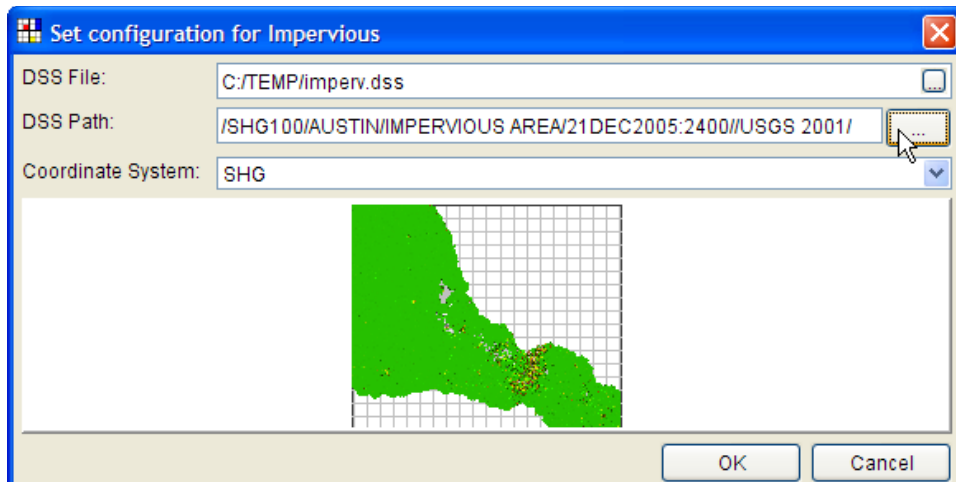 Set configuration for Impervious
DSS File: C:/TEMP/imperv.dss ...
DSS Path: /SHG100/AUSTIN/IMPERVIOUS AREA/21DEC2005:2400//USGS 2001/ ...
Coordinate System: SHG
OK Cancel